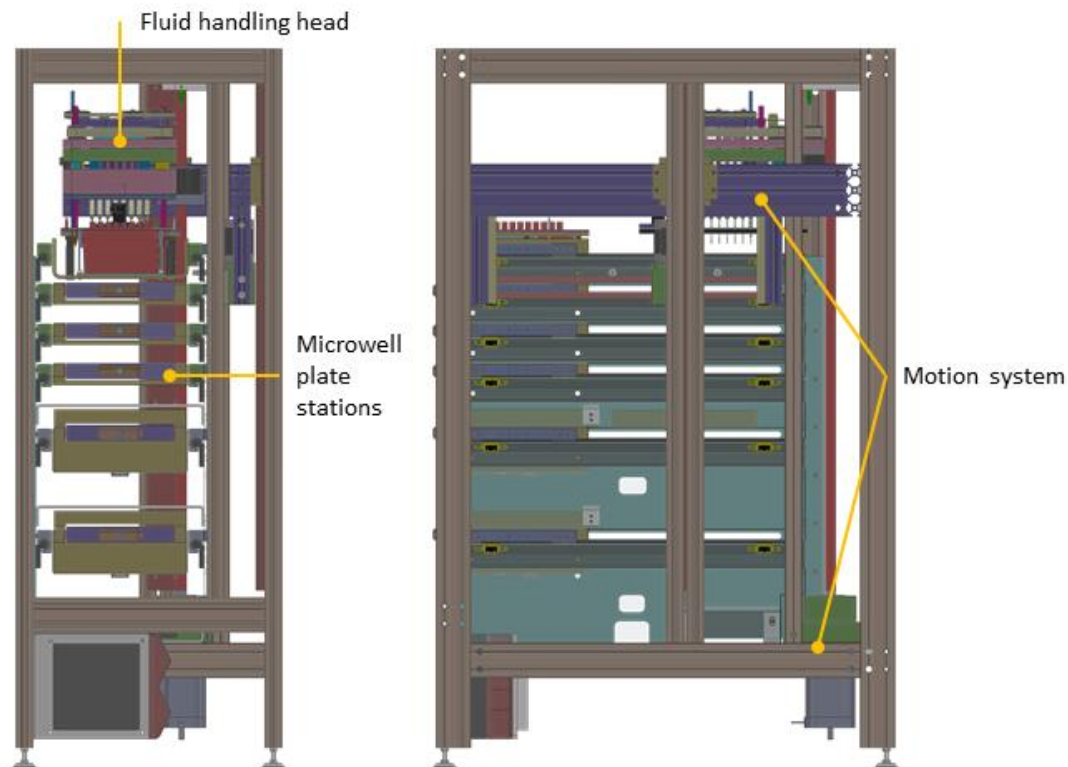 Fluid handling head
Microwell
plate
stations
Motion system